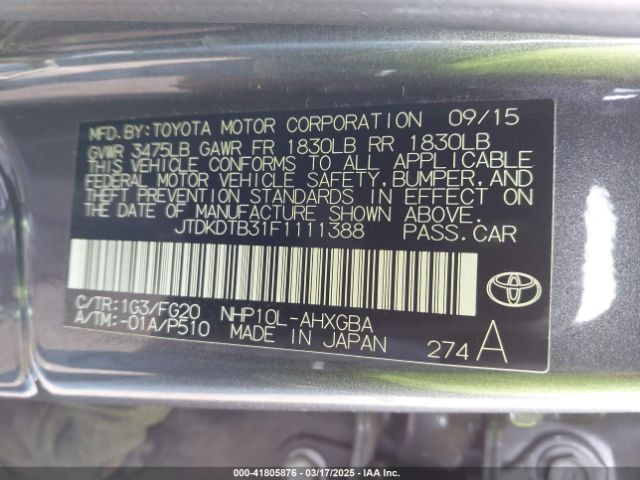 MFD.BY:TOYOTA MOTOR CORPORATION 09/15
GVWR 3475LB GAWR FR 1830LB RR 1830LB
THIS VEHICLE CONFORMS TO ALL APPLICABLE
FEDERAL MOTOR VEHICLE SAFETY,BUMPER,AND
THEFT PREVENTION STANDARDS IN EFFECT ON
THE DATE OF MANUFACTURE SHOWN ABOVE.
JTDKDTB31F1111388 PASS.CAR
C/TR:1G3/FG20 NHP10L-AHXGBA
A/TM:-01A/P510 MADE IN JAPAN
274 A
TOYOTA
00-41805876 - 03/17/2025 - IAA Inc.